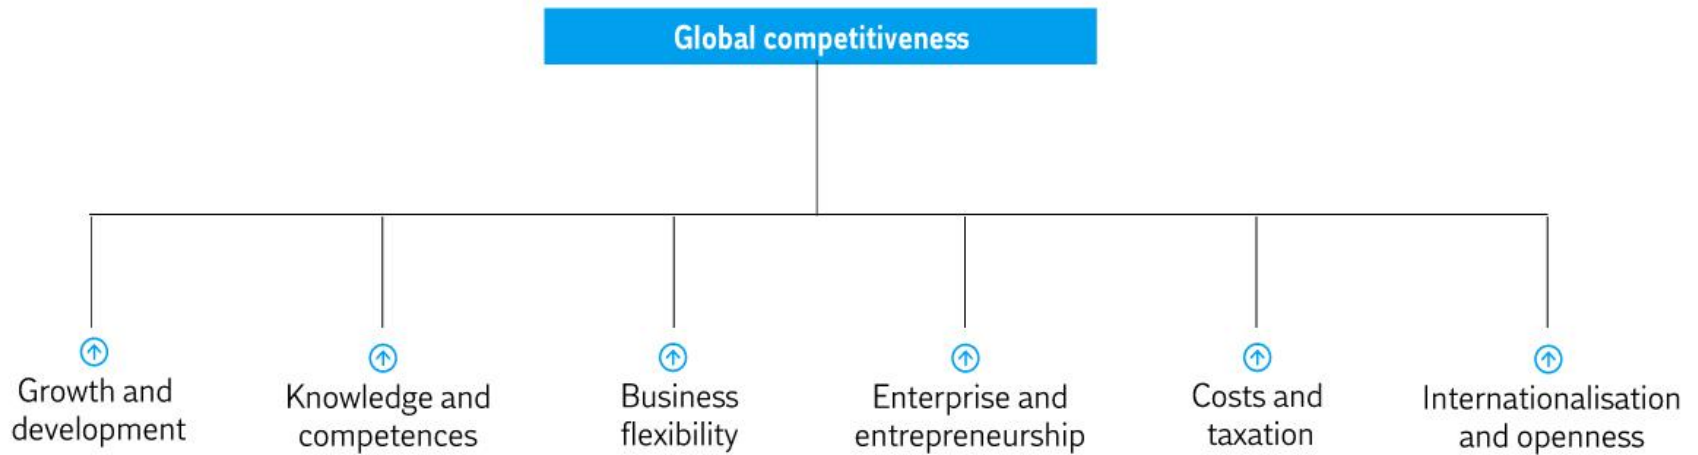 Global competitiveness
Growth and
development
Knowledge and
competences
Business
flexibility
Enterprise and
entrepreneurship
Costs and
taxation
Internationalisation
and openness